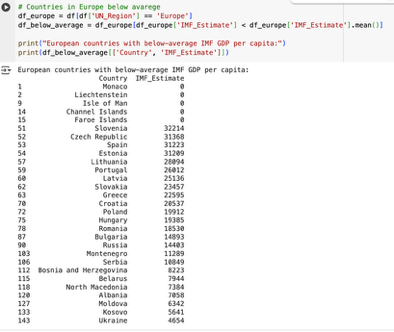 # Countries in Europe below avarege
df_europe = df[df['UN_Region'] == 'Europe']
df_below_average = df_europe[df_europe['IMF_Estimate'] < df_europe['IMF_Estimate'].mean()]
print("European countries with below-average IMF GDP per capita:")
print(df_below_average[['Country', 'IMF_Estimate']])
European countries with below-average IMF GDP per capita:
Country IMF_Estimate
1 Monaco 0
2 Liechtenstein 0
9 Isle of Man 0
14 Channel Islands 0
15 Faroe Islands 0
51 Slovenia 32214
52 Czech Republic 31368
53 Spain 31223
54 Estonia 31209
57 Lithuania 28094
59 Portugal 26012
60 Latvia 25136
62 Slovakia 23457
63 Greece 22595
70 Croatia 20537
72 Poland 19912
75 Hungary 19385
78 Romania 18530
87 Bulgaria 14893
90 Russia 14403
103 Montenegro 11289
106 Serbia 10849
112 Bosnia and Herzegovina 8223
115 Belarus 7944
118 North Macedonia 7384
120 Albania 7058
127 Moldova 6342
133 Kosovo 5641
143 Ukraine 4654